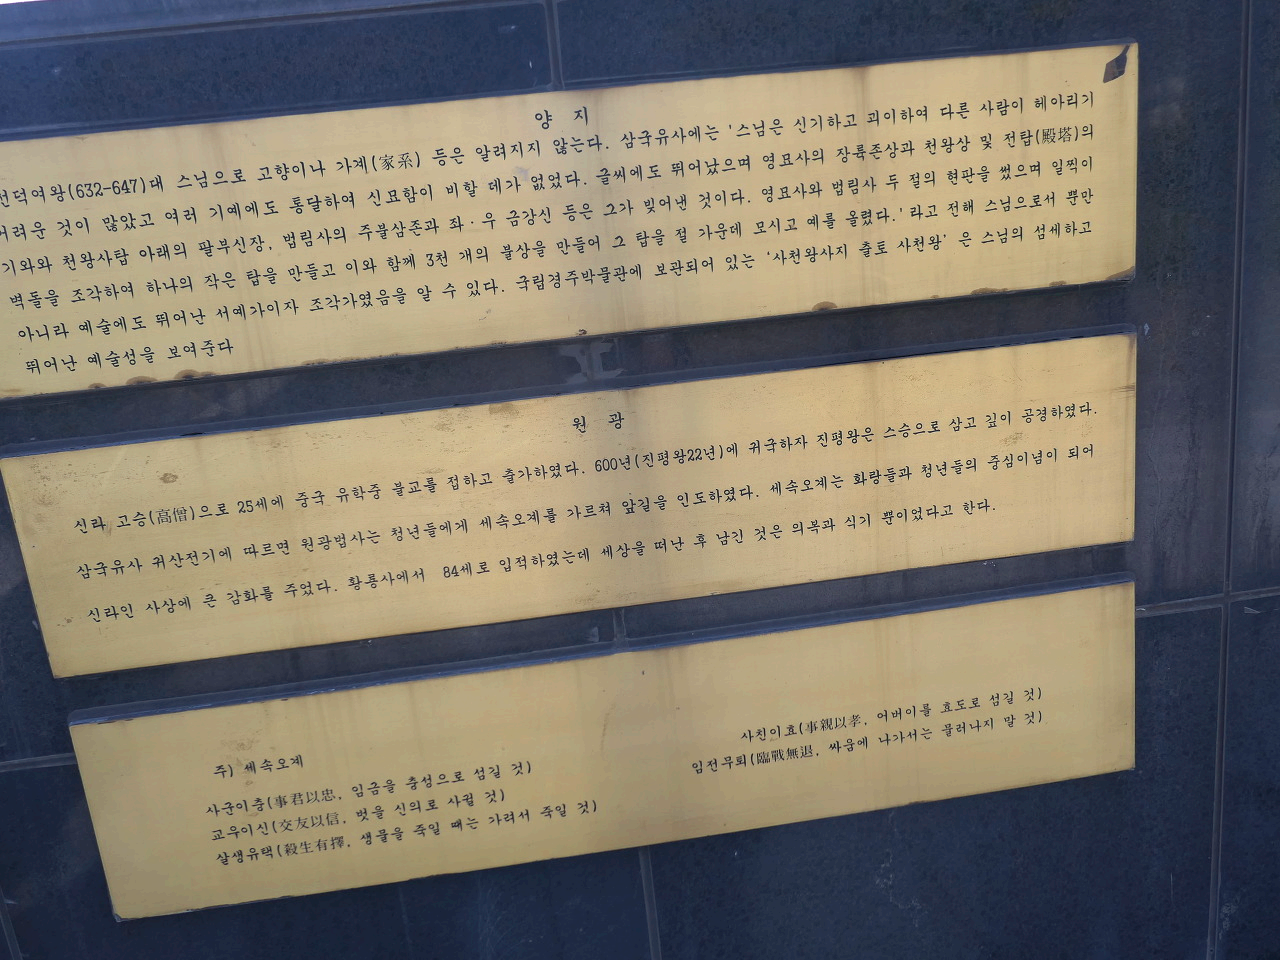 양 지
선덕여왕(632-647)대 스님으로 고향이나 가계(家系) 등은 알려지지 않는다. 삼국유사에는 '스님은 신기하고 괴이하여 다른 사람이 헤아리기
어려운 것이 많았고 여러 기예에도 통달하여 신묘함이 비할 데가 없었다. 글씨에도 뛰어났으며 영묘사의 장륙존상과 천왕상 및 전탑(殿塔)의
기와와 천왕사탑 아래의 팔부신장, 법림사의 주불삼존과 좌·우 금강신 등은 그가 빚어낸 것이다. 영묘사와 법림사 두 절의 현판을 썼으며 일찍이
벽돌을 조각하여 하나의 작은 탑을 만들고 이와 함께 3천 개의 불상을 만들어 그 탑을 절 가운데 모시고 예를 올렸다.'라고 전해 스님으로서 뿐만
아니라 예술에도 뛰어난 서예가이자 조각가였음을 알 수 있다. 국립경주박물관에 보관되어 있는 '사천왕사지 출토 사천왕' 은 스님의 섬세하고
뛰어난 예술성을 보여준다
원 광
신라 고승(高僧)으로 25세에 중국 유학중 불교를 접하고 출가하였다. 600년(진평왕22년)에 귀국하자 진평왕은 스승으로 삼고 깊이 공경하였다.
삼국유사 귀산전기에 따르면 원광법사는 청년들에게 세속오계를 가르쳐 앞길을 인도하였다. 세속오계는 화랑들과 청년들의 중심이념이 되어
신라인 사상에 큰 감화를 주었다. 황룡사에서 84세로 입적하였는데 세상을 떠난 후 남긴 것은 의복과 식기 뿐이었다고 한다.
주) 세속오계
사군이충(事君以忠, 임금을 충성으로 섬길 것)
사친이효(事親以孝, 어버이를 효도로 섬길 것)
교우이신(交友以信, 벗을 신의로 사귈 것)
임전무퇴(臨戰無退, 싸움에 나가서는 물러나지 말 것)
살생유택(殺生有擇, 생물을 죽일 때는 가려서 죽일 것)